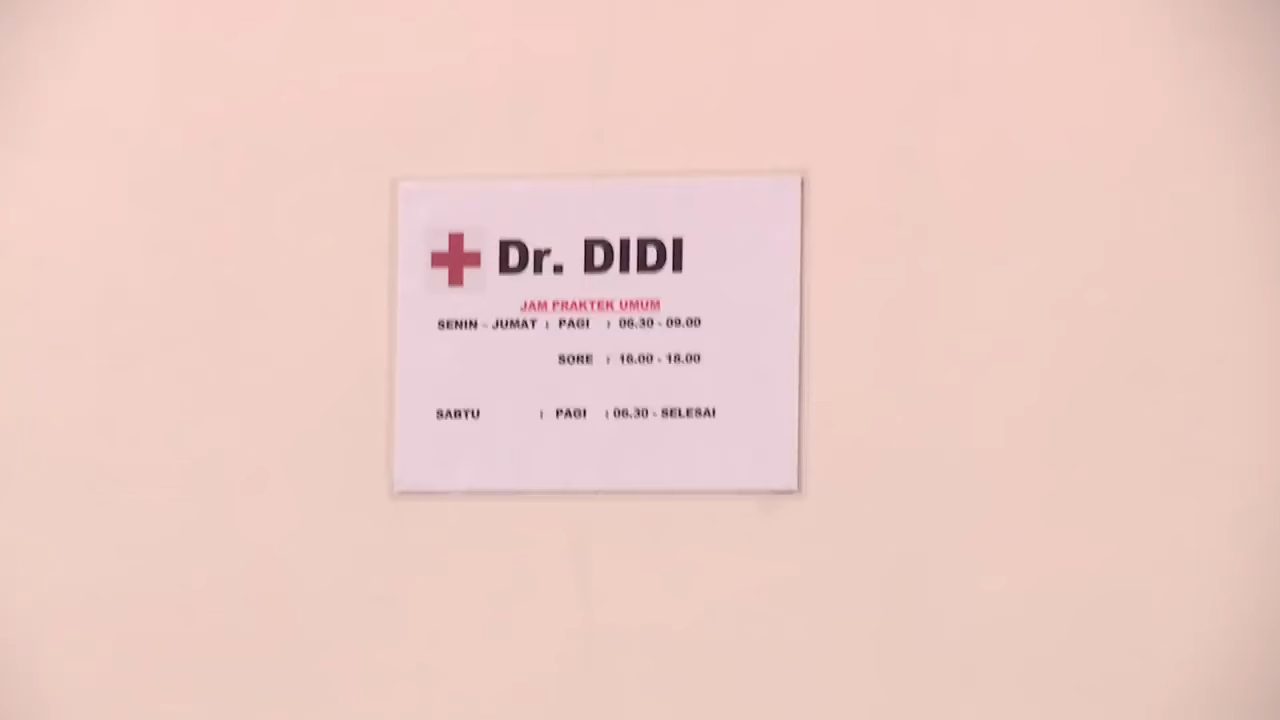 Dr. DIDI
JAM PRAKTEK UMUM
SENIN - JUMAT : PAGI : 06.30 - 09.00
SORE : 16.00 - 18.00
SABTU : PAGI : 06.30 - SELESAI